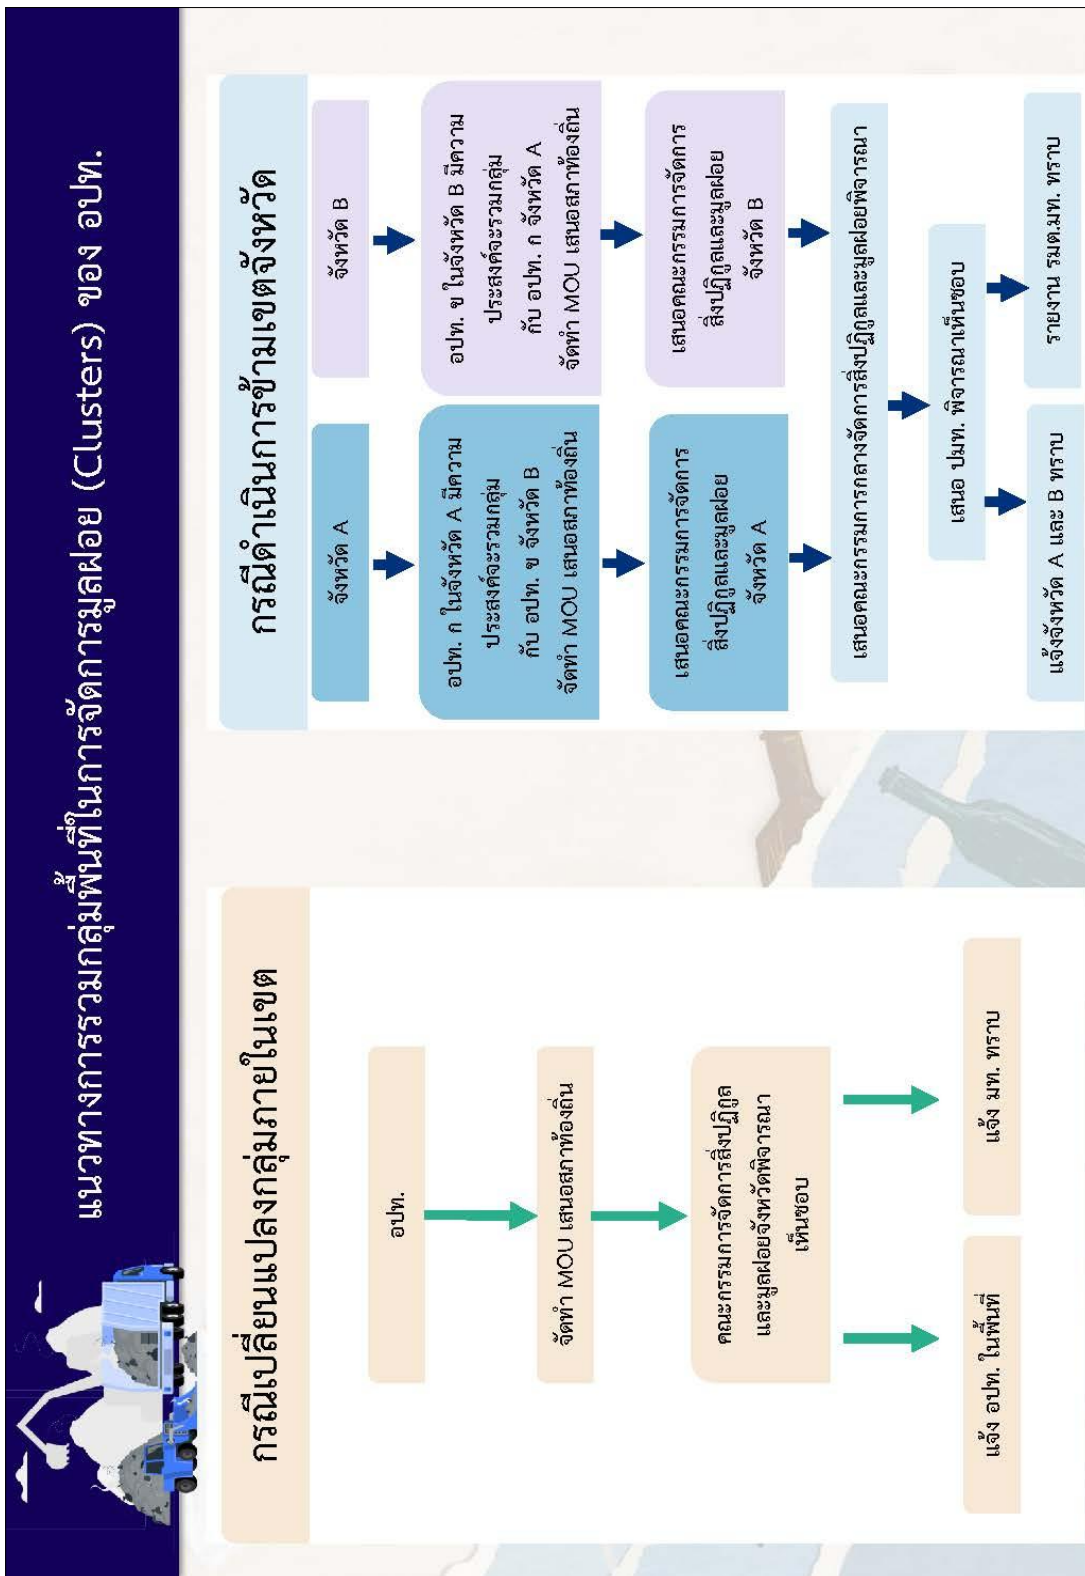 แนวทางการรวมกลุ่มพื้นที่ในการจัดการมูลฝอย (Clusters) ของ อปท.
กรณีเปลี่ยนแปลงกลุ่มภายในเขต
อปท.
จัดทำ MOU เสนอสภาท้องถิ่น
คณะกรรมการจัดการสิ่งปฏิกูล
และมูลฝอยจังหวัดพิจารณา
เห็นชอบ
แจ้ง อปท. ในพื้นที่
แจ้ง มท. ทราบ
กรณีดำเนินการข้ามเขตจังหวัด
จังหวัด A
อปท. ก ในจังหวัด A มีความ
ประสงค์จะรวมกลุ่ม
กับ อปท. ข จังหวัด B
จัดทำ MOU เสนอสภาท้องถิ่น
เสนอคณะกรรมการจัดการ
สิ่งปฏิกูลและมูลฝอย
จังหวัด A
จังหวัด B
อปท. ข ในจังหวัด B มีความ
ประสงค์จะรวมกลุ่ม
กับ อปท. ก จังหวัด A
จัดทำ MOU เสนอสภาท้องถิ่น
เสนอคณะกรรมการจัดการ
สิ่งปฏิกูลและมูลฝอย
จังหวัด B
เสนอคณะกรรมการกลางจัดการสิ่งปฏิกูลและมูลฝอยพิจารณา
เสนอ ปมท. พิจารณาเห็นชอบ
แจ้งจังหวัด A และ B ทราบ
รายงาน รมต.มท. ทราบ